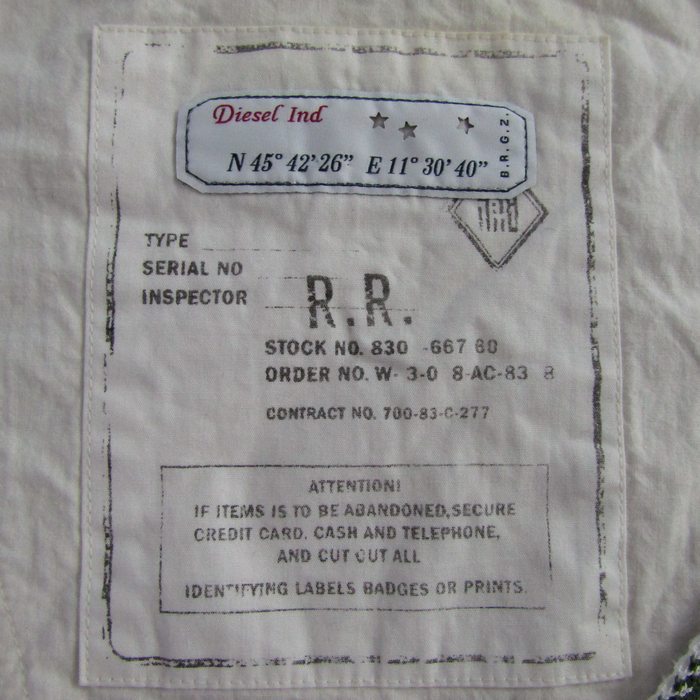 Diesel Ind
N 45° 42' 26" E 11° 30' 40"
B.R.G.Z.
TYPE
SERIAL NO
INSPECTOR
R.R.
STOCK NO. 830 -667 60
ORDER NO. W- 3-0 8-AC-83 8
CONTRACT NO. 700-83-C-277
ATTENTION!
IF ITEMS IS TO BE ABANDONED, SECURE
CREDIT CARD, CASH AND TELEPHONE,
AND CUT OUT ALL
IDENTIFYING LABELS BADGES OR PRINTS.